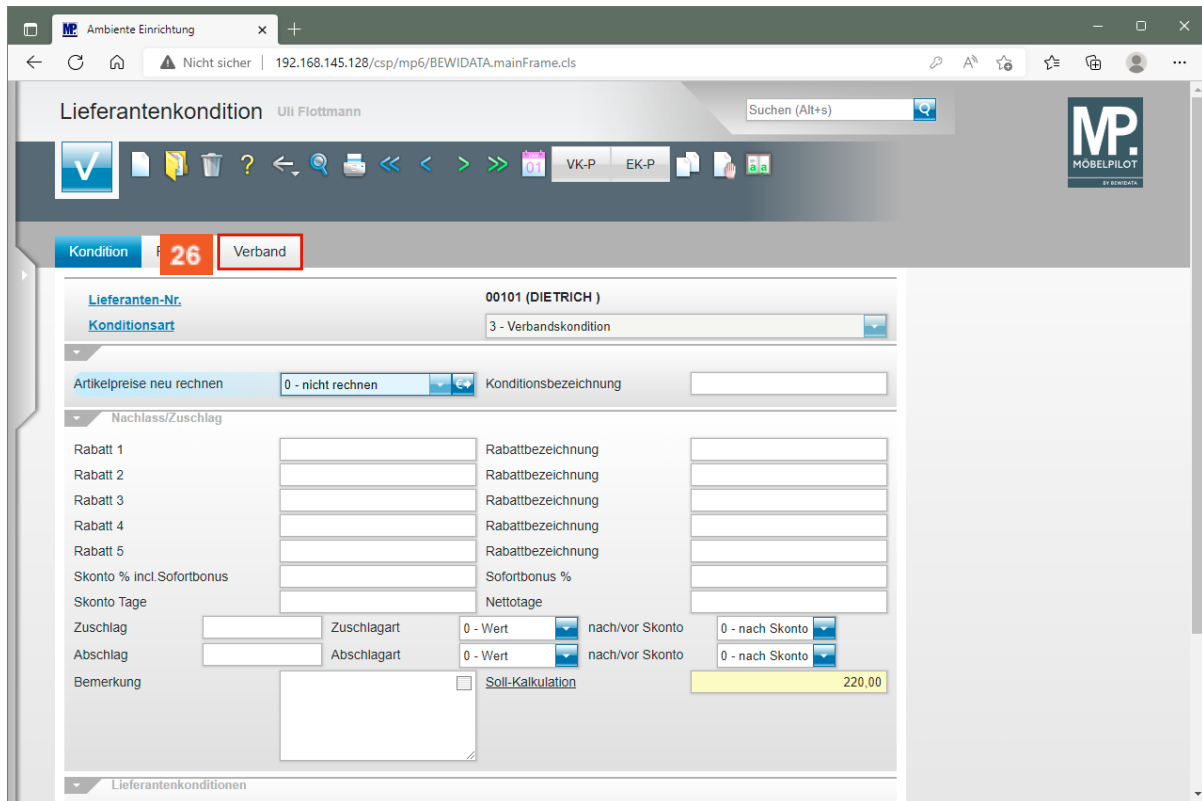 Ambiente Einrichtung
Nicht sicher 192.168.145.128/csp/mp6/BEWIDATA.mainFrame.cls
Lieferantenkondition Uli Flottmann
Suchen (Alt+s)
MP.
MÖBELPILOT
BY BEWIDATA
01 VK-P EK-P a a
Kondition 26 Verband
Lieferanten-Nr. 00101 (DIETRICH )
Konditionsart 3 - Verbandskondition
Artikelpreise neu rechnen 0 - nicht rechnen Konditionsbezeichnung
Nachlass/Zuschlag
Rabatt 1 Rabattbezeichnung
Rabatt 2 Rabattbezeichnung
Rabatt 3 Rabattbezeichnung
Rabatt 4 Rabattbezeichnung
Rabatt 5 Rabattbezeichnung
Skonto % incl.Sofortbonus Sofortbonus %
Skonto Tage Nettotage
Zuschlag Zuschlagart 0 - Wert nach/vor Skonto 0 - nach Skonto
Abschlag Abschlagart 0 - Wert nach/vor Skonto 0 - nach Skonto
Bemerkung Soll-Kalkulation 220,00
Lieferantenkonditionen